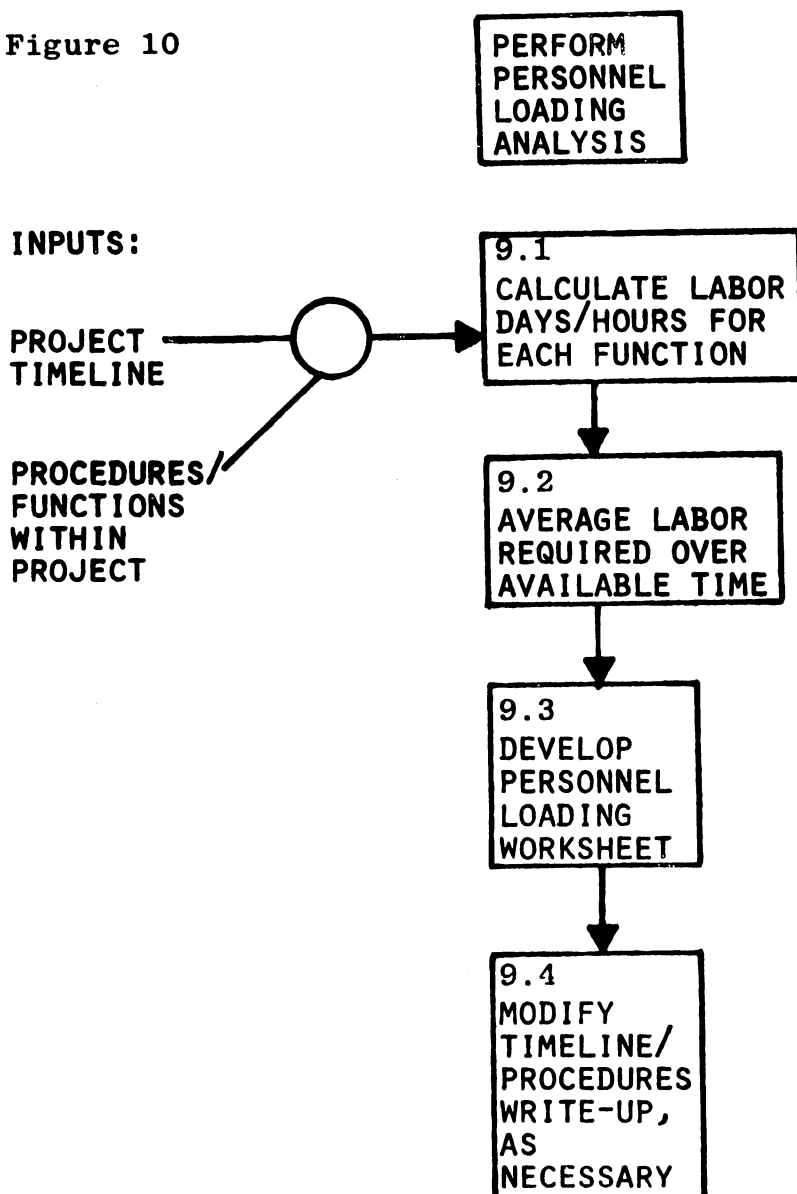 Figure 10
PERFORM
PERSONNEL
LOADING
ANALYSIS
INPUTS:
PROJECT
TIMELINE
PROCEDURES/
FUNCTIONS
WITHIN
PROJECT
9.1
CALCULATE LABOR
DAYS/HOURS FOR
EACH FUNCTION
9.2
AVERAGE LABOR
REQUIRED OVER
AVAILABLE TIME
9.3
DEVELOP
PERSONNEL
LOADING
WORKSHEET
9.4
MODIFY
TIMELINE/
PROCEDURES
WRITE-UP,
AS
NECESSARY